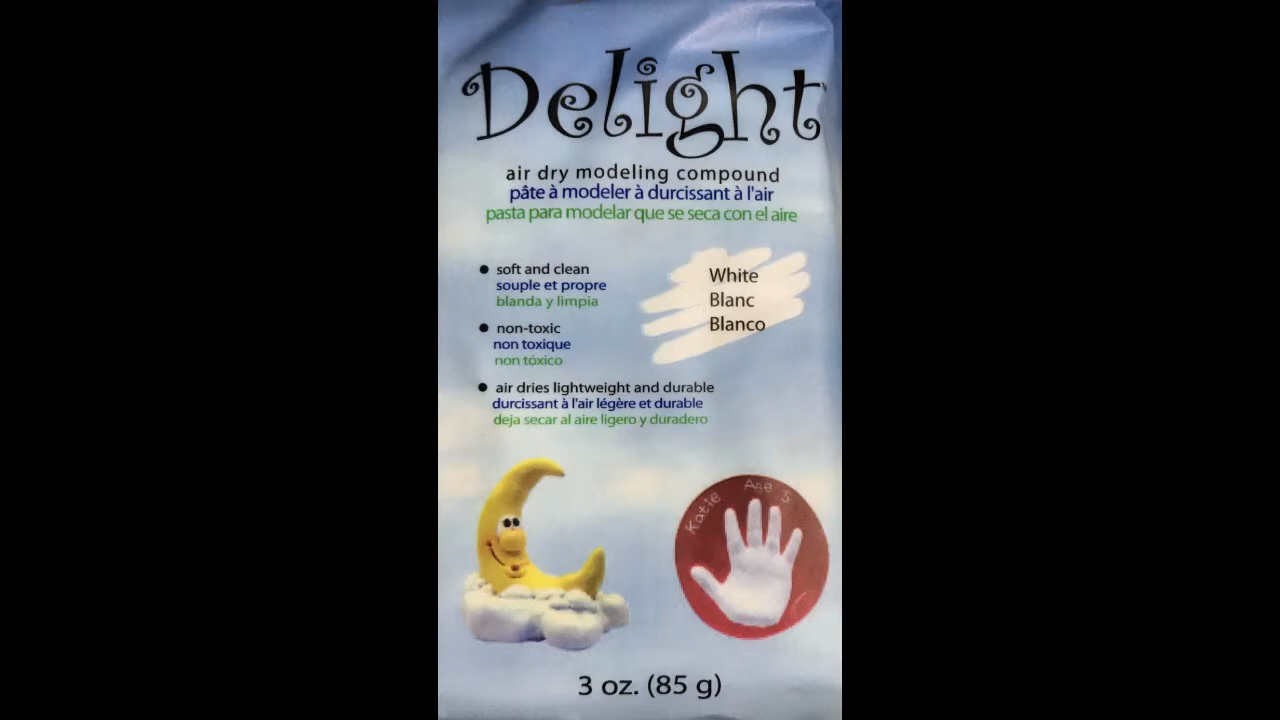 Delight
air dry modeling compound
pâte à modeler à durcissant à l'air
pasta para modelar que se seca con el aire
soft and clean
souple et propre
blanda y limpia
White
Blanc
Blanco
non-toxic
non toxique
non tóxico
air dries lightweight and durable
durcissant à l'air légère et durable
deja secar al aire ligero y duradero
Katie Age 5
3 oz. (85 g)